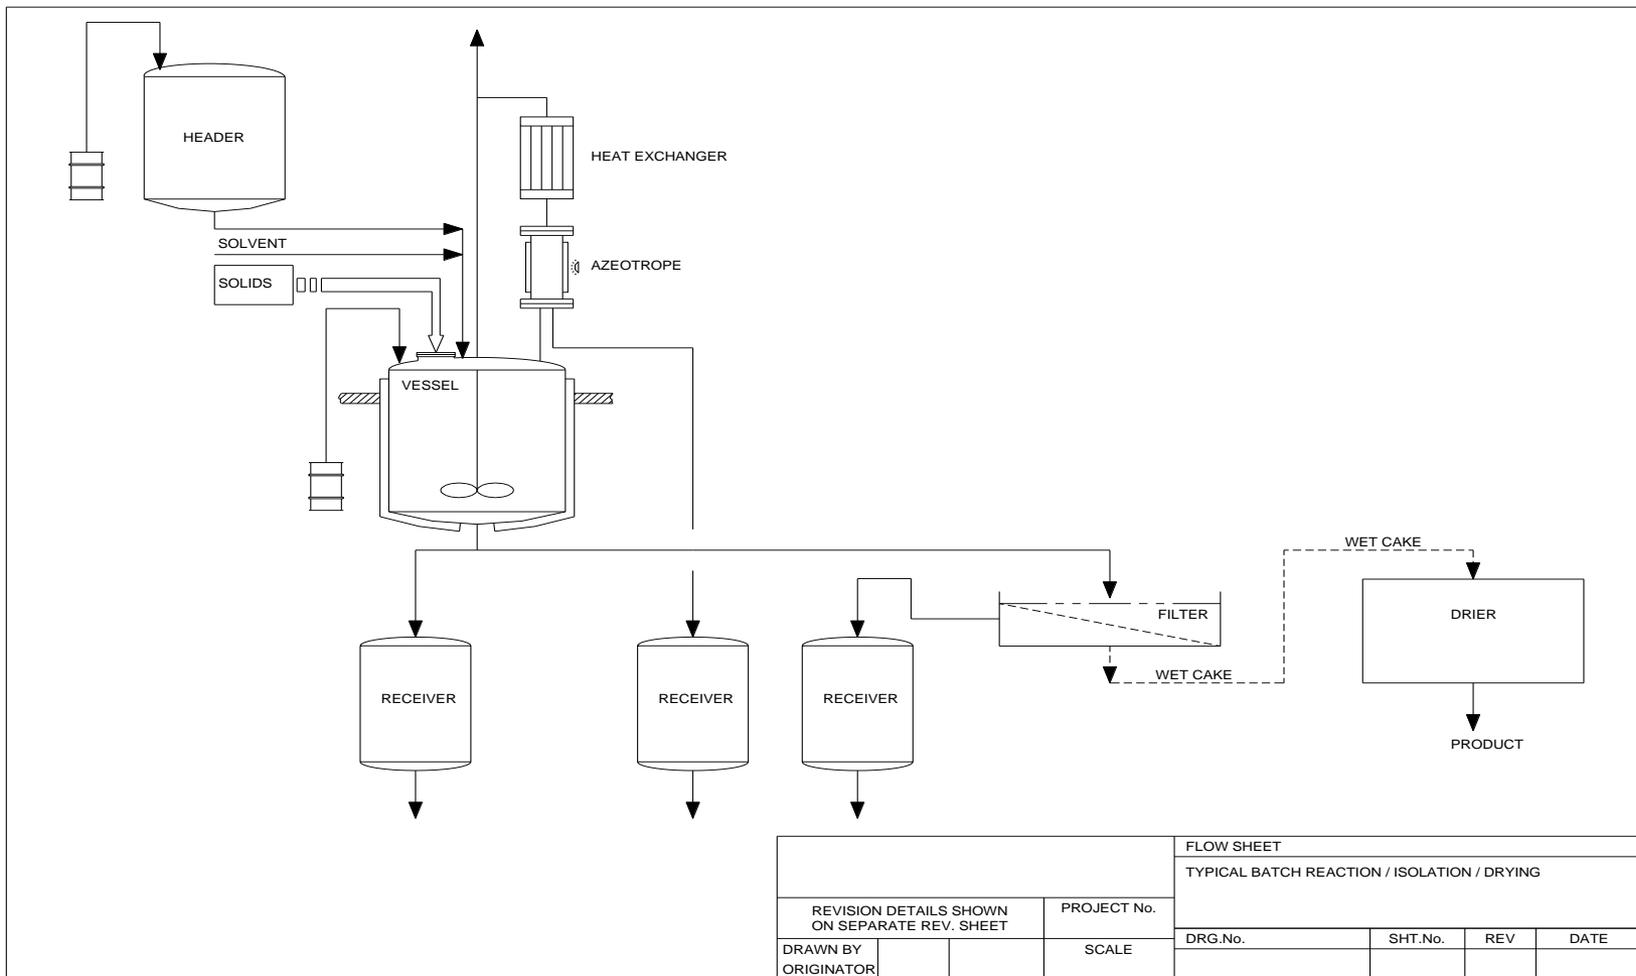 HEADER
HEAT EXCHANGER
SOLVENT
AZEOTROPE
SOLIDS
VESSEL
WET CAKE
FILTER
DRIER
WET CAKE
RECEIVER
RECEIVER
RECEIVER
PRODUCT
FLOW SHEET
TYPICAL BATCH REACTION / ISOLATION / DRYING
REVISION DETAILS SHOWN
ON SEPARATE REV. SHEET
PROJECT No.
DRG.No.
SHT.No.
REV
DATE
DRAWN BY
SCALE
ORIGINATOR